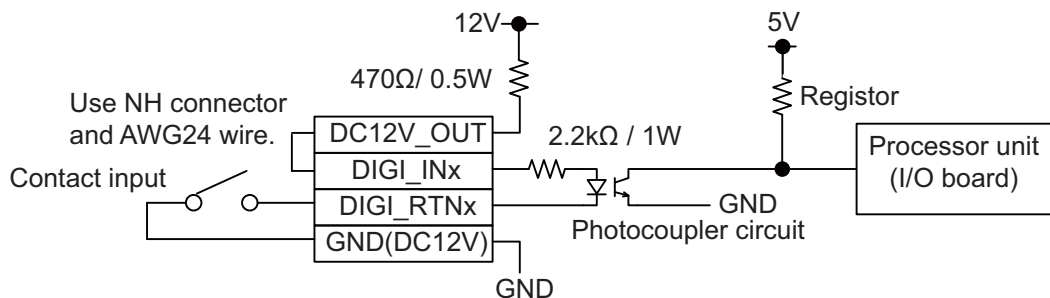 12V
5V
470Ω/ 0.5W
Use NH connector
and AWG24 wire.
Registor
DC12V_OUT
2.2kΩ / 1W
DIGI_INx
Processor unit
(I/O board)
Contact input
DIGI_RTNx
GND
Photocoupler circuit
GND(DC12V)
GND